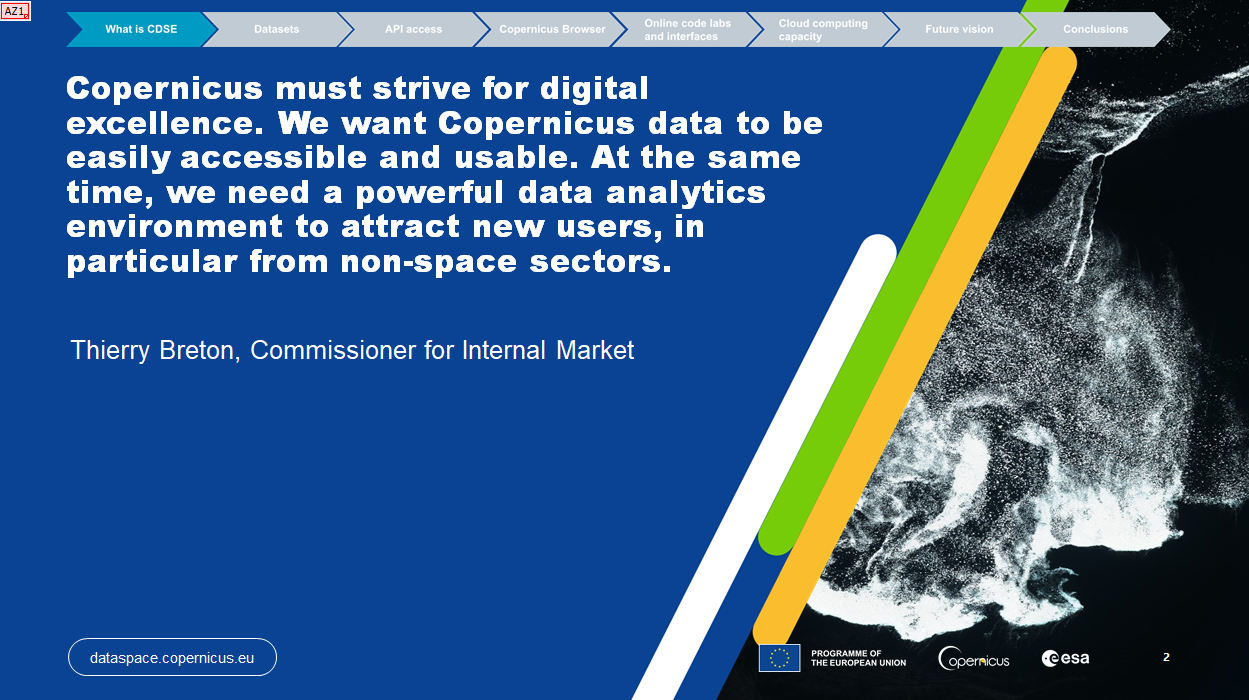 AZ1
What is CDSE
Datasets
API access
Copernicus Browser
Online code labs
and interfaces
Cloud computing
capacity
Future vision
Conclusions
Copernicus must strive for digital
excellence. We want Copernicus data to be
easily accessible and usable. At the same
time, we need a powerful data analytics
environment to attract new users, in
particular from non-space sectors.
Thierry Breton, Commissioner for Internal Market
dataspace.copernicus.eu
PROGRAMME OF
THE EUROPEAN UNION
opernicus
esa
2